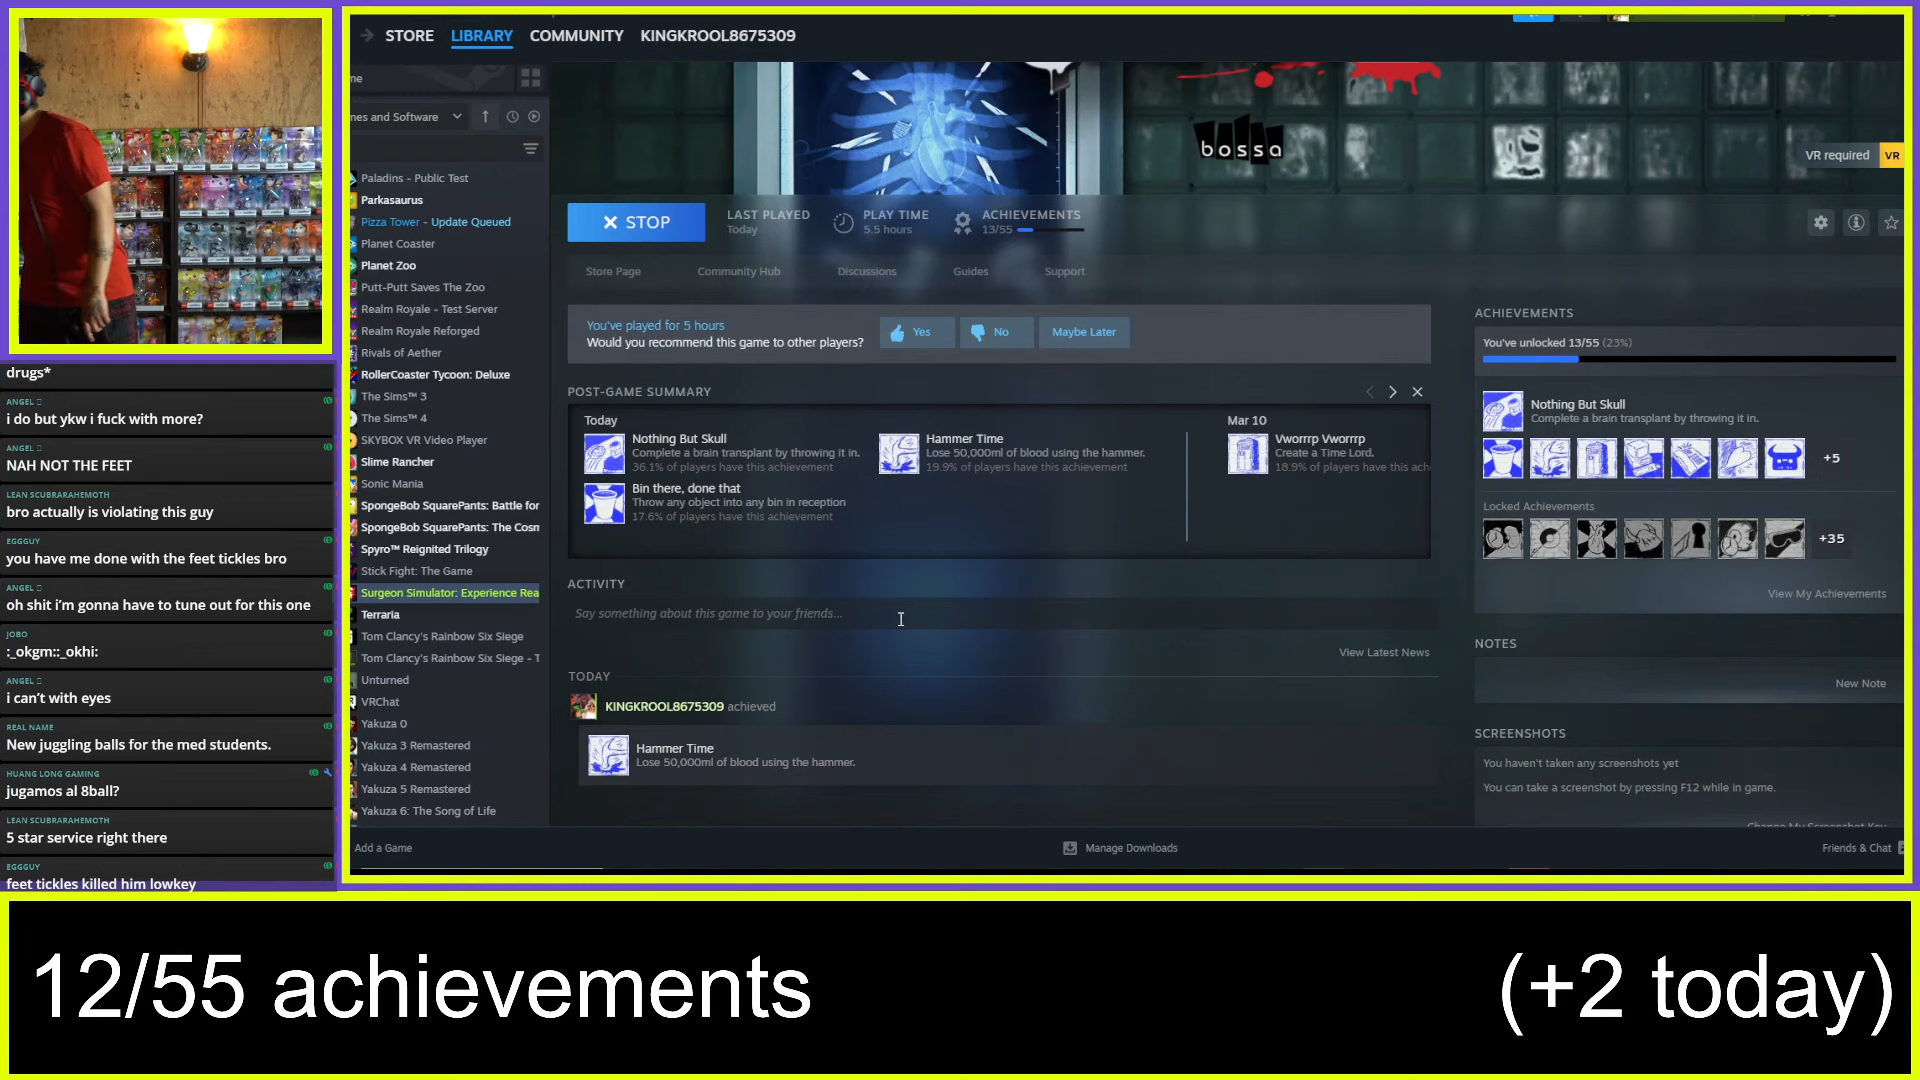 STORE LIBRARY COMMUNITY KINGKROOL8675309
me
mes and Software
Paladins - Public Test
Parkasaurus
Pizza Tower - Update Queued
Planet Coaster
Planet Zoo
Putt-Putt Saves The Zoo
Realm Royale - Test Server
Realm Royale Reforged
Rivals of Aether
RollerCoaster Tycoon: Deluxe
The Sims™ 3
The Sims™ 4
SKYBOX VR Video Player
Slime Rancher
Sonic Mania
SpongeBob SquarePants: Battle for
SpongeBob SquarePants: The Cosm
Spyro™ Reignited Trilogy
Stick Fight: The Game
Surgeon Simulator: Experience Rea
Terraria
Tom Clancy's Rainbow Six Siege
Tom Clancy's Rainbow Six Siege - T
Unturned
VRChat
Yakuza 0
Yakuza 3 Remastered
Yakuza 4 Remastered
Yakuza 5 Remastered
Yakuza 6: The Song of Life
Add a Game
bossa
VR required VR
STOP
LAST PLAYED
Today
PLAY TIME
5.5 hours
ACHIEVEMENTS
13/55
Store Page Community Hub Discussions Guides Support
You've played for 5 hours
Would you recommend this game to other players?
Yes No Maybe Later
POST-GAME SUMMARY
Today
Nothing But Skull
Complete a brain transplant by throwing it in.
36.1% of players have this achievement
Hammer Time
Lose 50,000ml of blood using the hammer.
19.9% of players have this achievement
Bin there, done that
Throw any object into any bin in reception
17.6% of players have this achievement
Mar 10
Vworrrp Vworrrp
Create a Time Lord.
18.9% of players have this ach
ACTIVITY
Say something about this game to your friends...
View Latest News
TODAY
KINGKROOL8675309 achieved
Hammer Time
Lose 50,000ml of blood using the hammer.
Manage Downloads
ACHIEVEMENTS
You've unlocked 13/55 (23%)
Nothing But Skull
Complete a brain transplant by throwing it in.
+5
Locked Achievements
+35
View My Achievements
NOTES
New Note
SCREENSHOTS
You haven't taken any screenshots yet
You can take a screenshot by pressing F12 while in game.
Change My Screenshot Key
Friends & Chat
drugs*
ANGEL
i do but ykw i fuck with more?
ANGEL
NAH NOT THE FEET
LEAN SCUBRARAHEMOTH
bro actually is violating this guy
EGGGUY
you have me done with the feet tickles bro
ANGEL
oh shit i’m gonna have to tune out for this one
JOBO
:_okgm::_okhi:
ANGEL
i can’t with eyes
REAL NAME
New juggling balls for the med students.
HUANG LONG GAMING
jugamos al 8ball?
LEAN SCUBRARAHEMOTH
5 star service right there
EGGGUY
feet tickles killed him lowkey
12/55 achievements (+2 today)